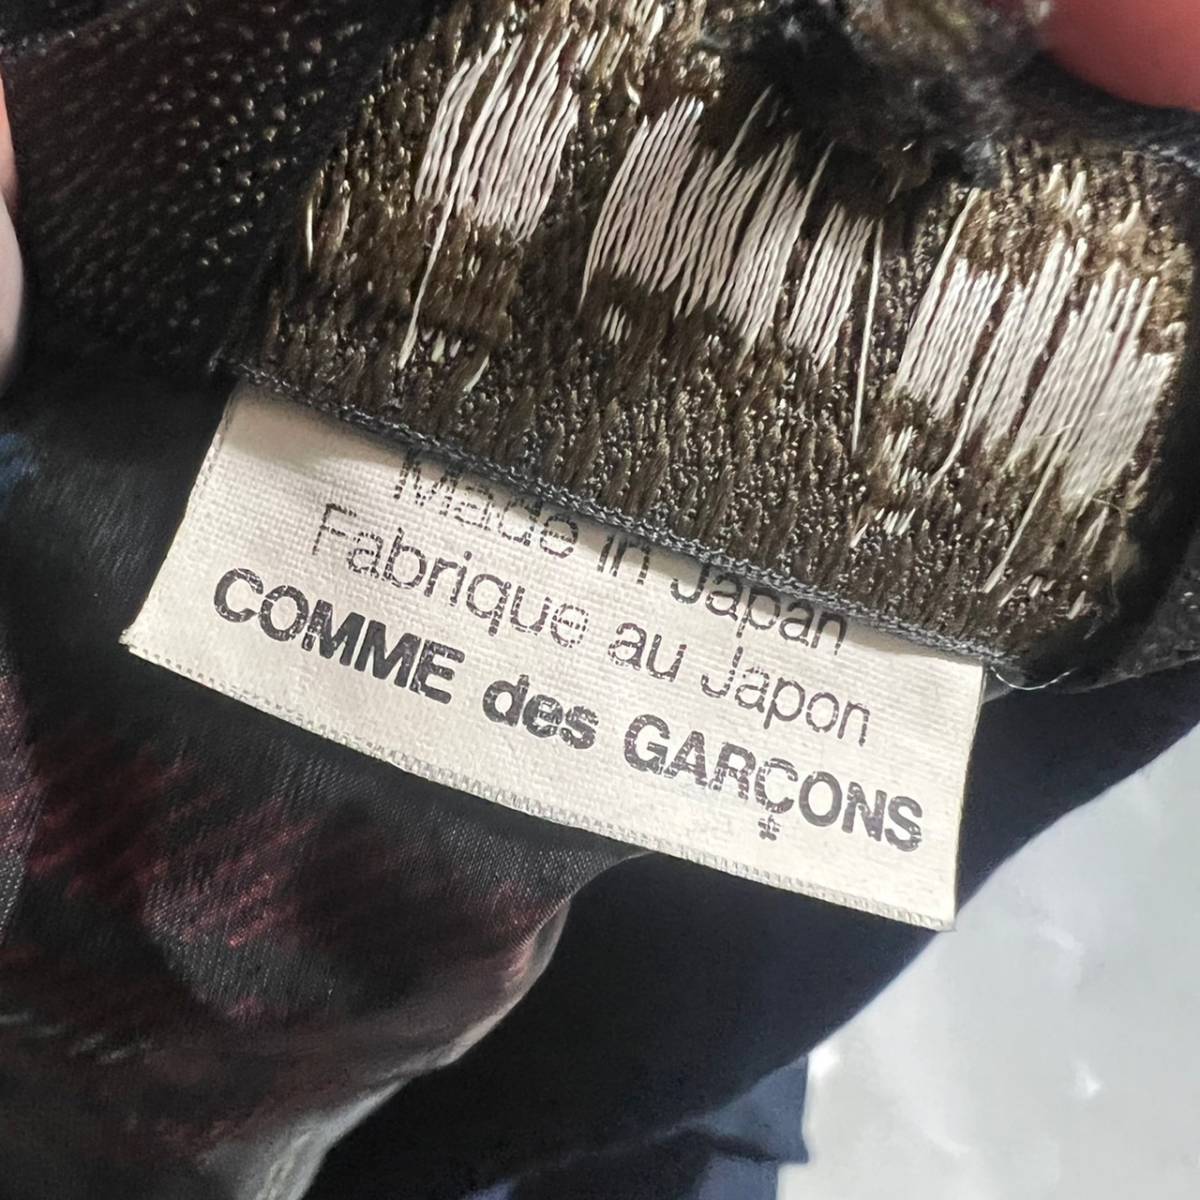 Made in Japan
Fabrique au Japon
COMME des GARÇONS